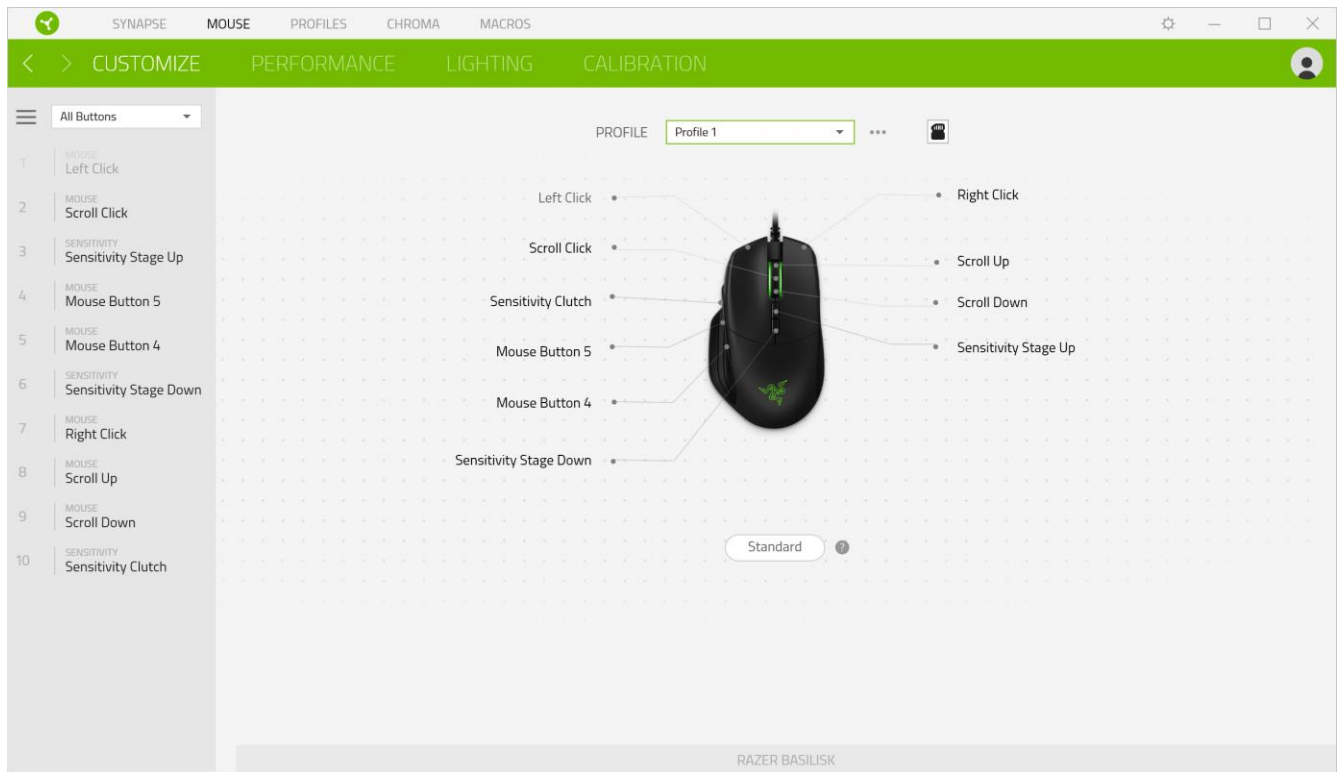 SYNAPSE MOUSE PROFILES CHROMA MACROS
CUSTOMIZE PERFORMANCE LIGHTING CALIBRATION
All Buttons
1 MOUSE
Left Click
2 MOUSE
Scroll Click
3 SENSITIVITY
Sensitivity Stage Up
4 MOUSE
Mouse Button 5
5 MOUSE
Mouse Button 4
6 SENSITIVITY
Sensitivity Stage Down
7 MOUSE
Right Click
8 MOUSE
Scroll Up
9 MOUSE
Scroll Down
10 SENSITIVITY
Sensitivity Clutch
PROFILE Profile 1
Left Click
Scroll Click
Sensitivity Clutch
Mouse Button 5
Mouse Button 4
Sensitivity Stage Down
Right Click
Scroll Up
Scroll Down
Sensitivity Stage Up
Standard ?
RAZER BASILISK